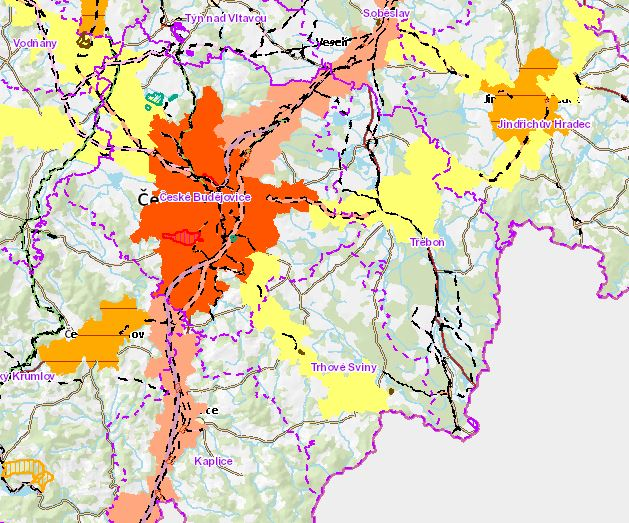 Soběslav
Týn nad Vltavou
Vodňany
Veselí
Jindřichův Hradec
České Budějovice
Třeboň
Trhové Sviny
Kaplice